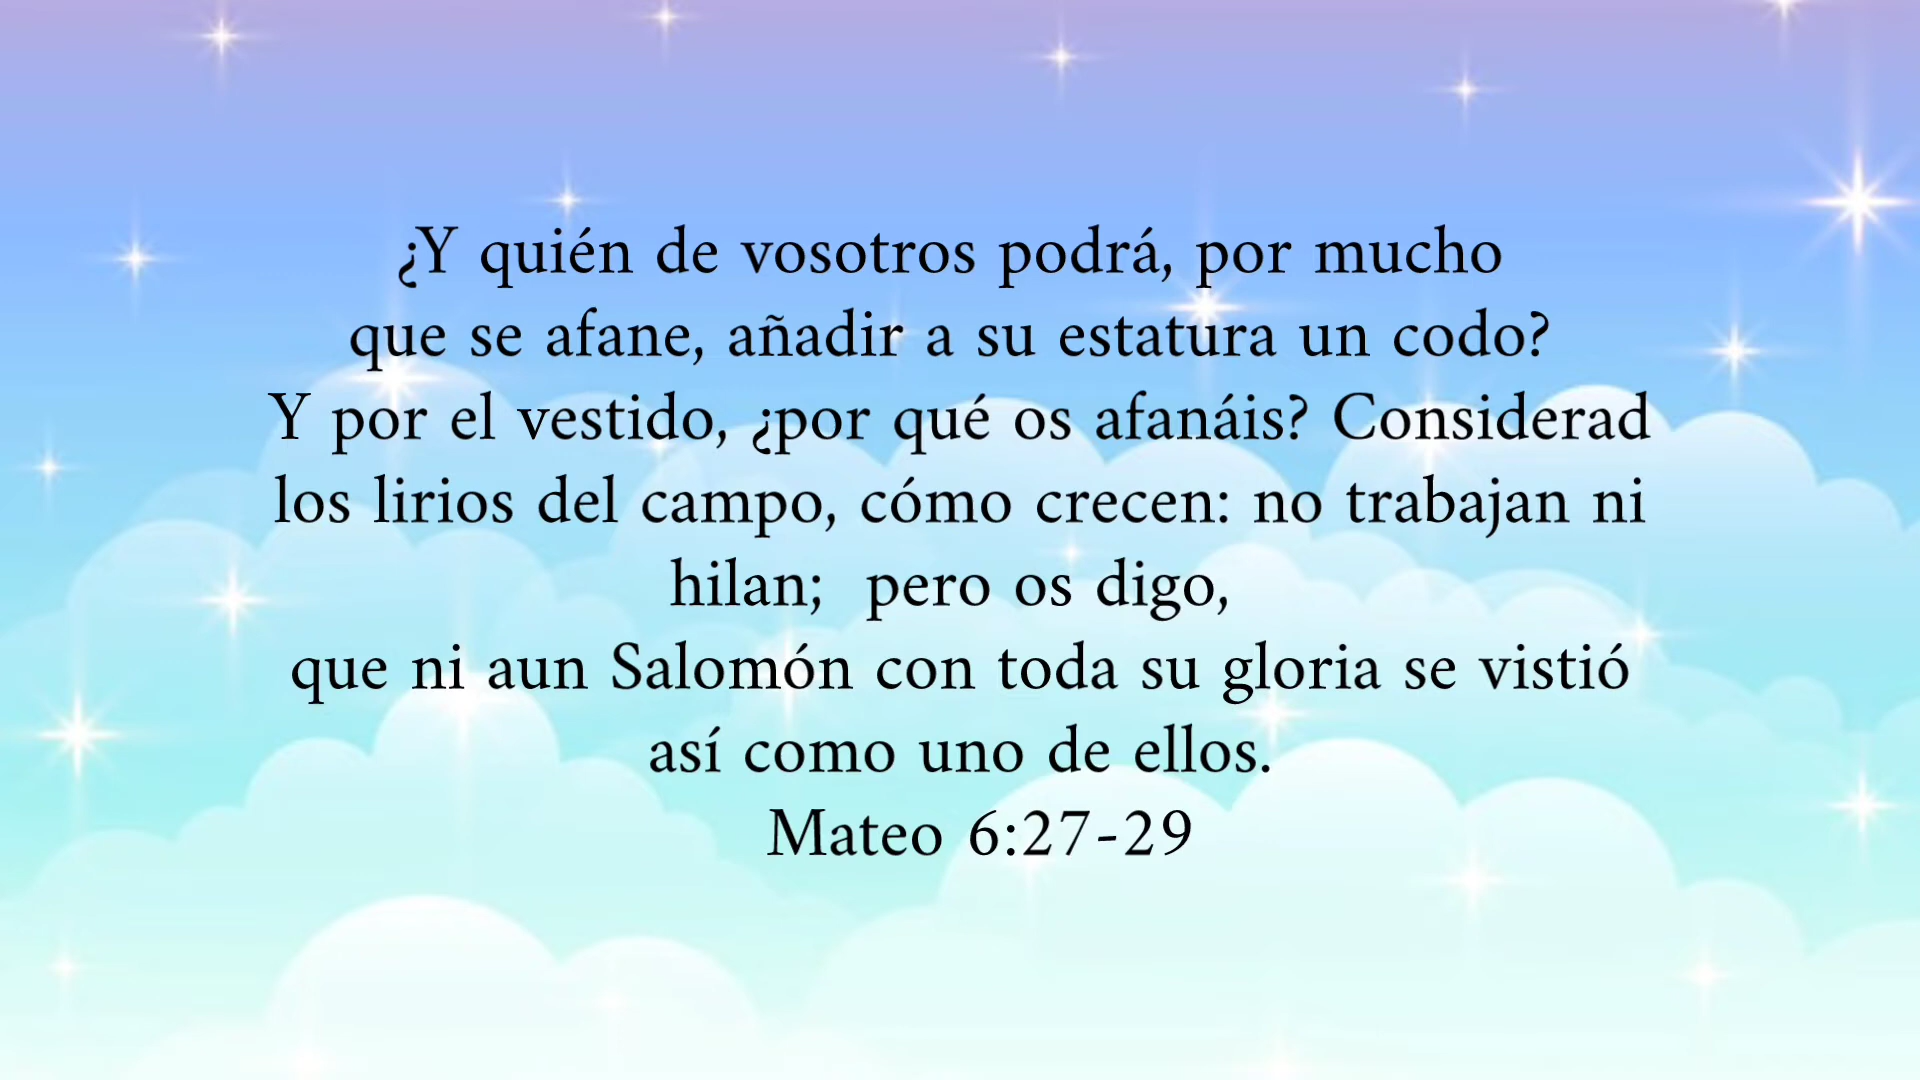 ¿Y quién de vosotros podrá, por mucho
que se afane, añadir a su estatura un codo?
Y por el vestido, ¿por qué os afanáis? Considerad
los lirios del campo, cómo crecen: no trabajan ni
hilan;  pero os digo,
que ni aun Salomón con toda su gloria se vistió
así como uno de ellos.
Mateo 6:27-29